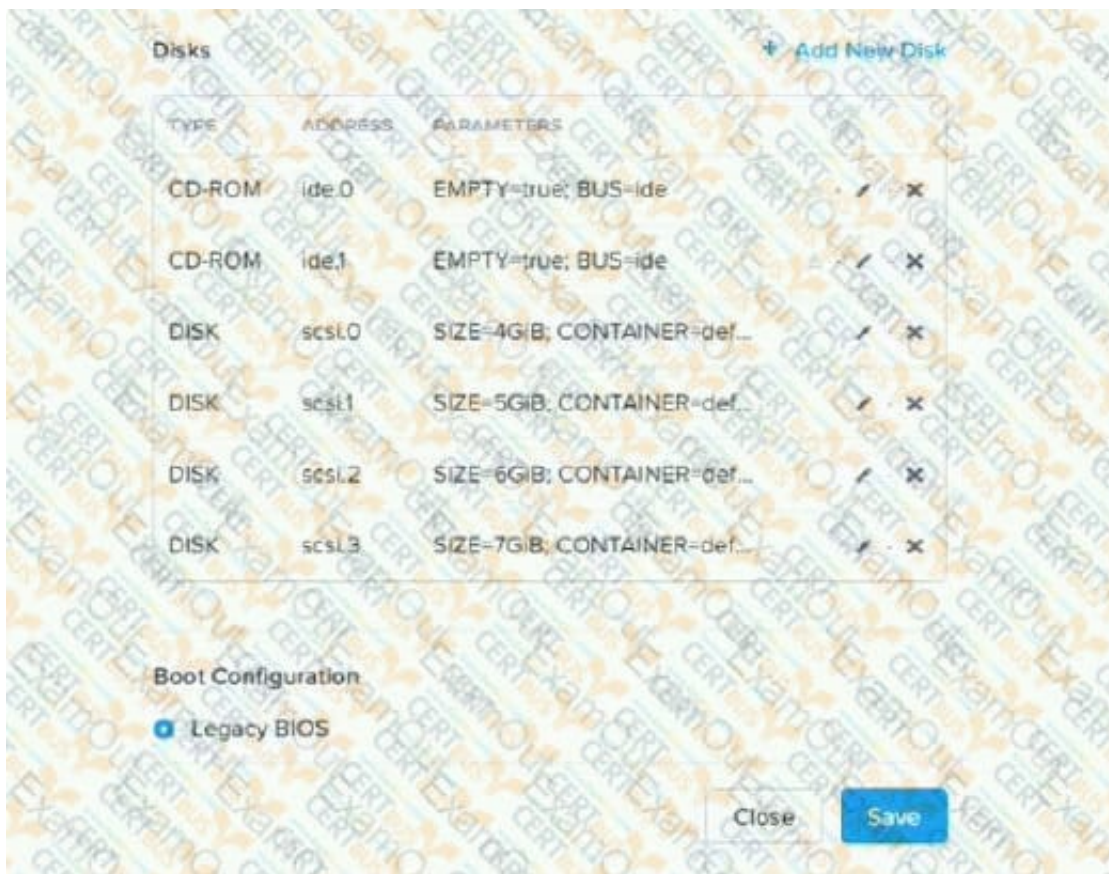 Disks + Add New Disk
TYPE ADDRESS PARAMETERS
CD-ROM ide.0 EMPTY=true; BUS=ide
CD-ROM ide.1 EMPTY=true; BUS=ide
DISK scsi.0 SIZE=4GiB; CONTAINER=def...
DISK scsi.1 SIZE=5GiB; CONTAINER=def...
DISK scsi.2 SIZE=6GiB; CONTAINER=def...
DISK scsi.3 SIZE=7GiB; CONTAINER=def...
Boot Configuration
Legacy BIOS
Close Save